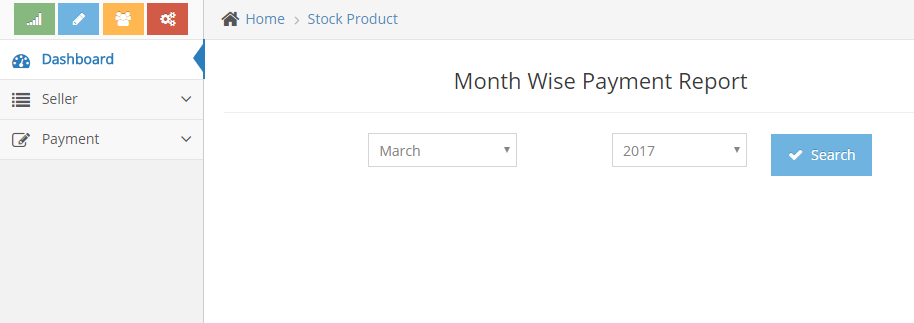 Home > Stock Product
Dashboard
Seller
Payment
Month Wise Payment Report
March 2017 Search